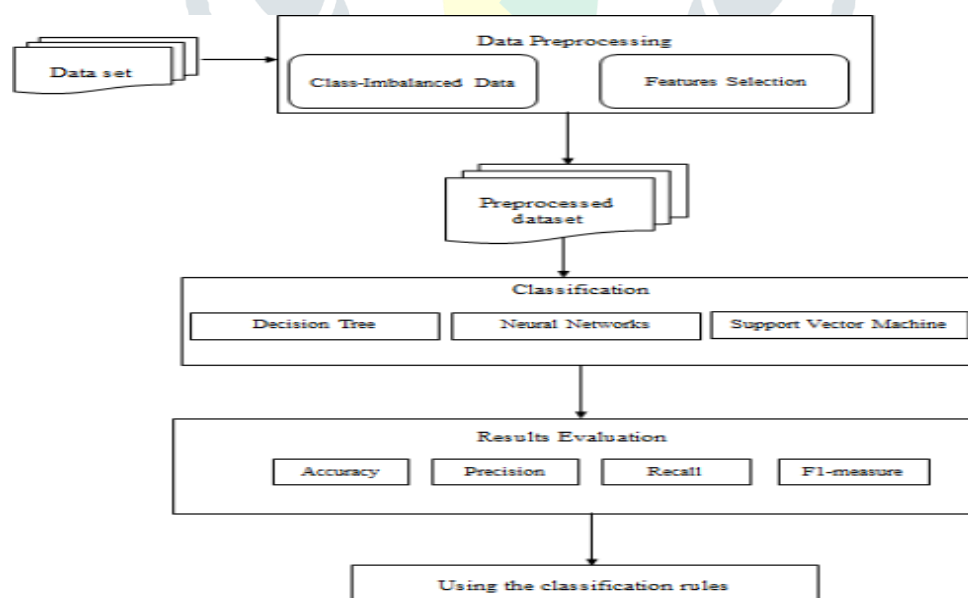 Data Preprocessing
Data set
Class-Imbalanced Data
Features Selection
Preprocessed
dataset
Classification
Decision Tree
Neural Networks
Support Vector Machine
Results Evaluation
Accuracy
Precision
Recall
F1-measure
Using the classification rules